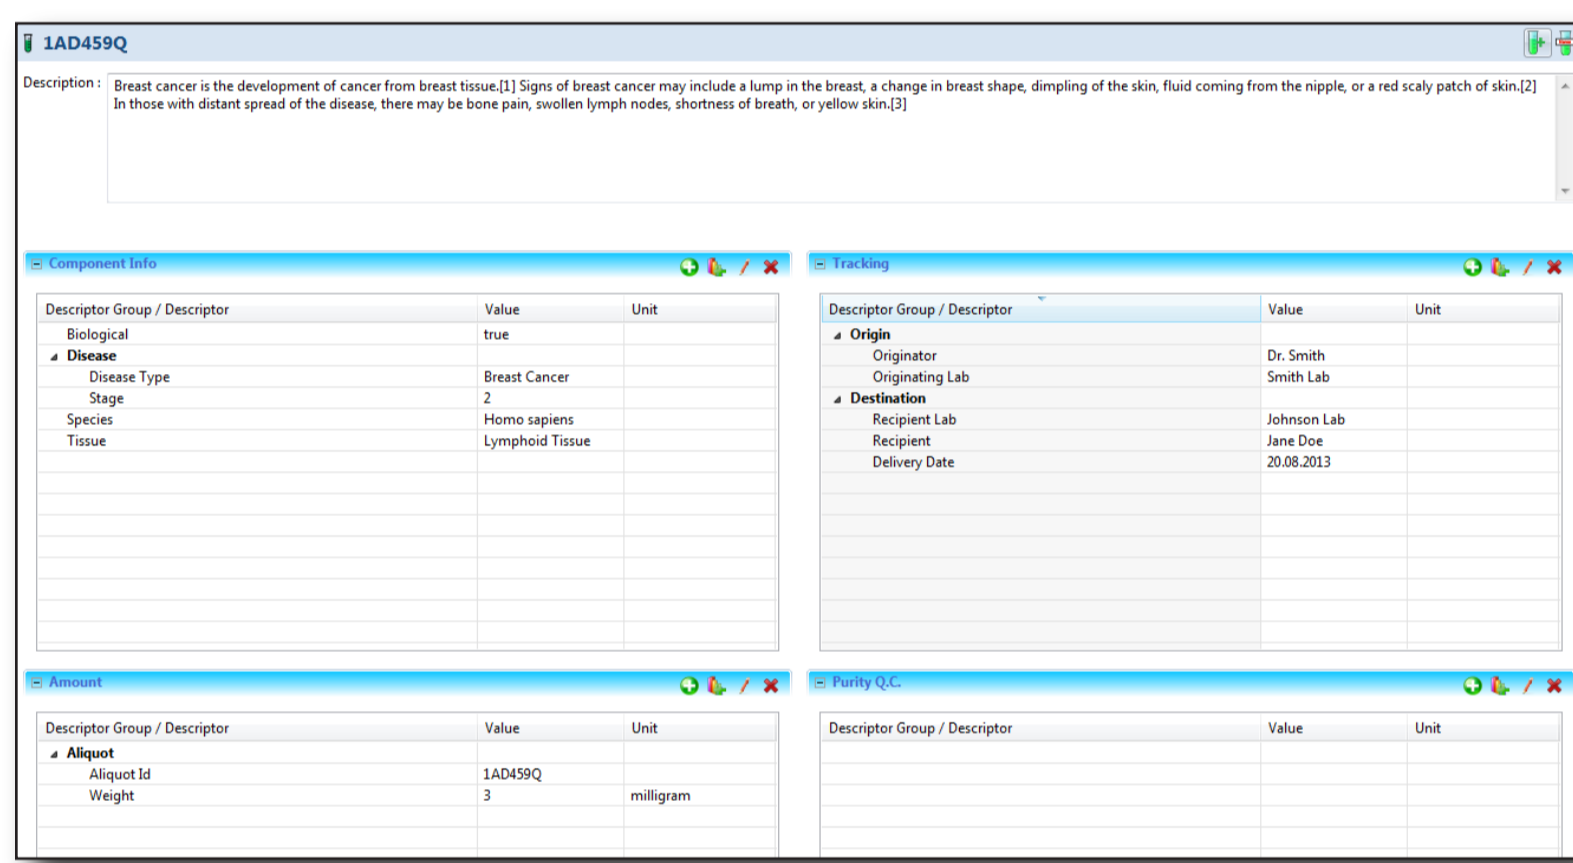 1AD459Q
Description :
Breast cancer is the development of cancer from breast tissue.[1] Signs of breast cancer may include a lump in the breast, a change in breast shape, dimpling of the skin, fluid coming from the nipple, or a red scaly patch of skin.[2]
In those with distant spread of the disease, there may be bone pain, swollen lymph nodes, shortness of breath, or yellow skin.[3]
Component Info
Descriptor Group / Descriptor Value Unit
Biological true
Disease
Disease Type Breast Cancer
Stage 2
Species Homo sapiens
Tissue Lymphoid Tissue
Tracking
Descriptor Group / Descriptor Value Unit
Origin
Originator Dr. Smith
Originating Lab Smith Lab
Destination
Recipient Lab Johnson Lab
Recipient Jane Doe
Delivery Date 20.08.2013
Amount
Descriptor Group / Descriptor Value Unit
Aliquot
Aliquot Id 1AD459Q
Weight 3 milligram
Purity Q.C.
Descriptor Group / Descriptor Value Unit